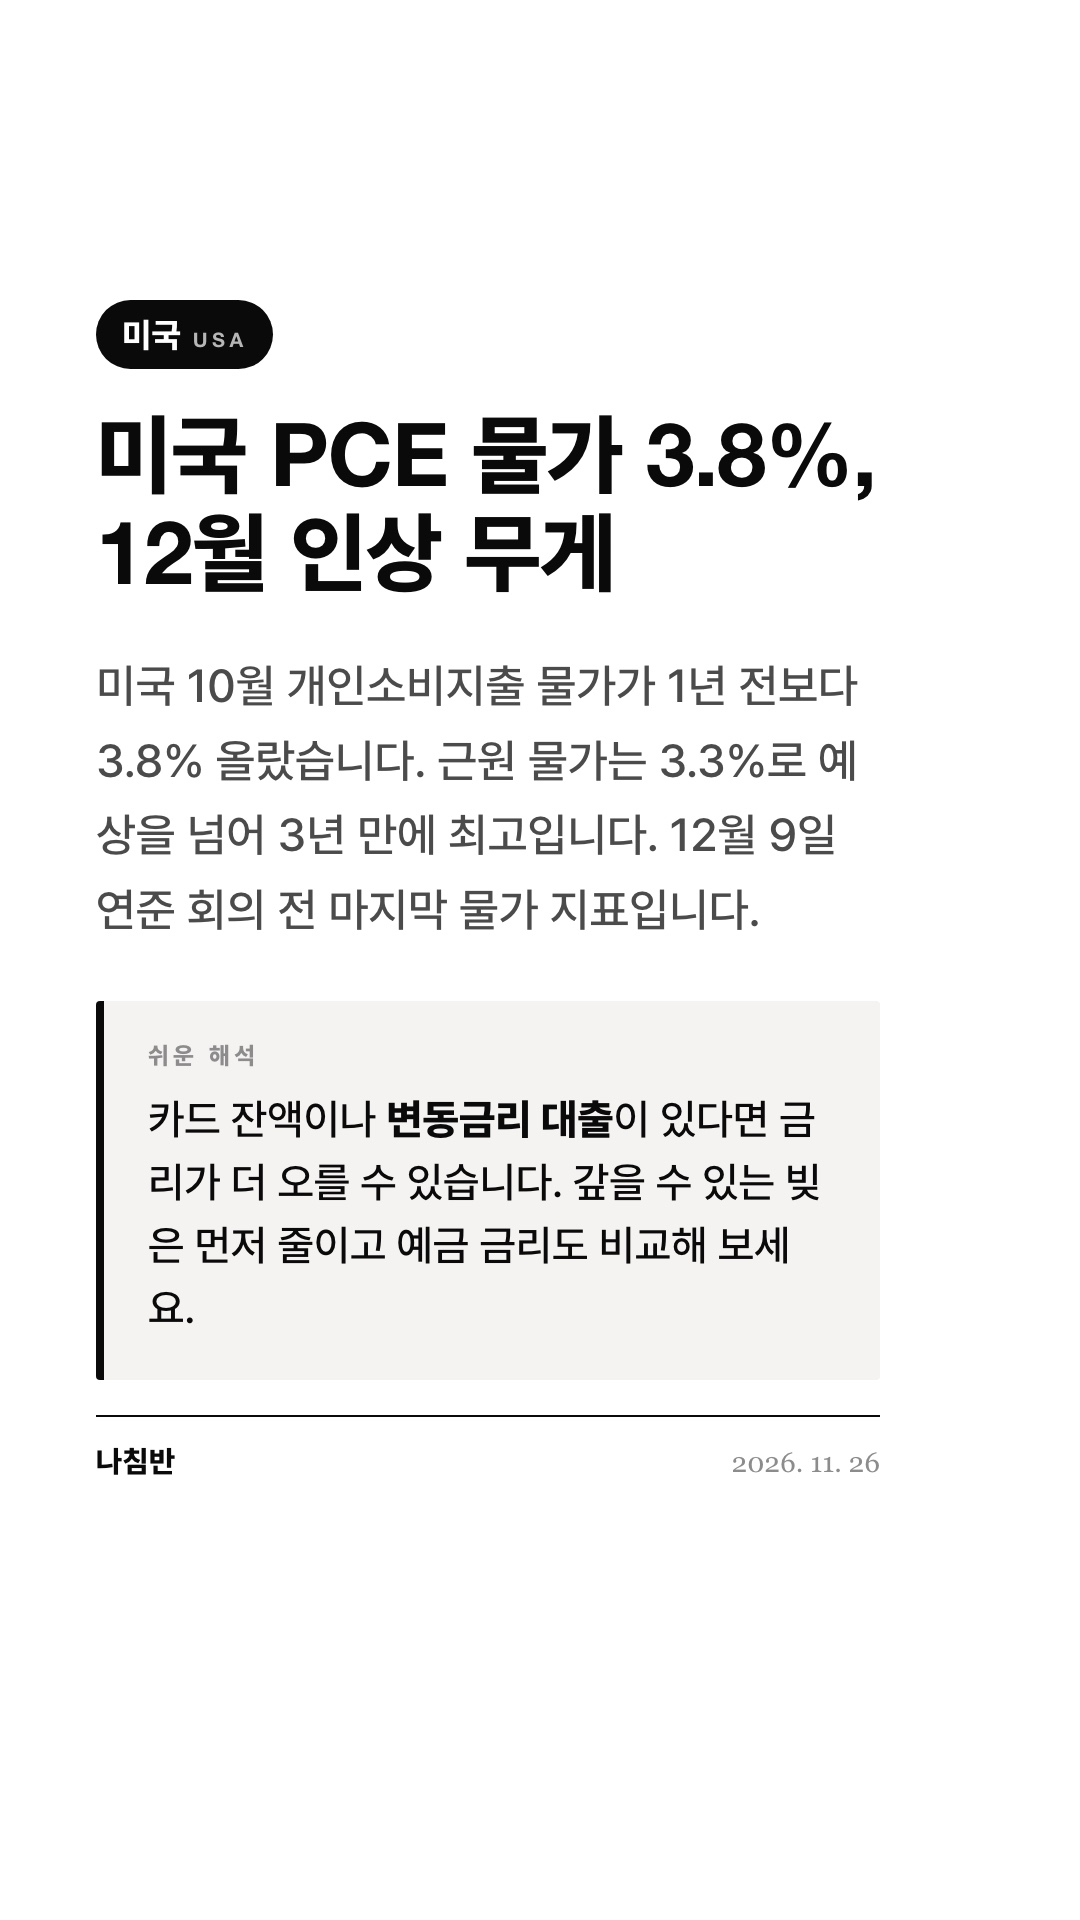 미국 USA
미국 PCE 물가 3.8%,
12월 인상 무게
미국 10월 개인소비지출 물가가 1년 전보다
3.8% 올랐습니다. 근원 물가는 3.3%로 예
상을 넘어 3년 만에 최고입니다. 12월 9일
연준 회의 전 마지막 물가 지표입니다.
쉬운 해석
카드 잔액이나 변동금리 대출이 있다면 금
리가 더 오를 수 있습니다. 갚을 수 있는 빚
은 먼저 줄이고 예금 금리도 비교해 보세
요.
나침반
2026. 11. 26